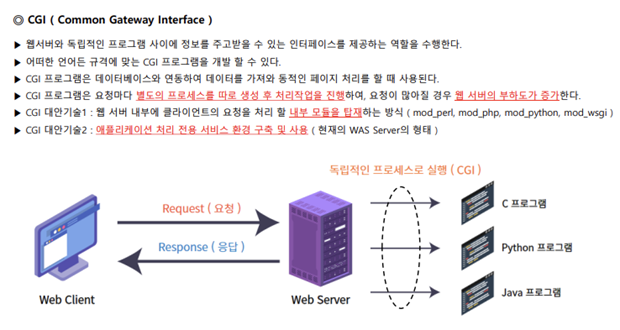 ◎ CGI ( Common Gateway Interface )
▶ 웹서버와 독립적인 프로그램 사이에 정보를 주고받을 수 있는 인터페이스를 제공하는 역할을 수행한다.
▶ 어떠한 언어든 규격에 맞는 CGI 프로그램을 개발 할 수 있다.
▶ CGI 프로그램은 데이터베이스와 연동하여 데이터를 가져와 동적인 페이지 처리를 할 때 사용된다.
▶ CGI 프로그램은 요청마다 별도의 프로세스를 따로 생성 후 처리작업을 진행하여, 요청이 많아질 경우 웹 서버의 부하도가 증가한다.
▶ CGI 대안기술1 : 웹 서버 내부에 클라이언트의 요청을 처리 할 내부 모듈을 탑재하는 방식 ( mod_perl, mod_php, mod_python, mod_wsgi )
▶ CGI 대안기술2 : 애플리케이션 처리 전용 서비스 환경 구축 및 사용 ( 현재의 WAS Server의 형태 )
독립적인 프로세스로 실행 ( CGI )
Request ( 요청 )
Response ( 응답 )
C 프로그램
Python 프로그램
Java 프로그램
Web Client
Web Server